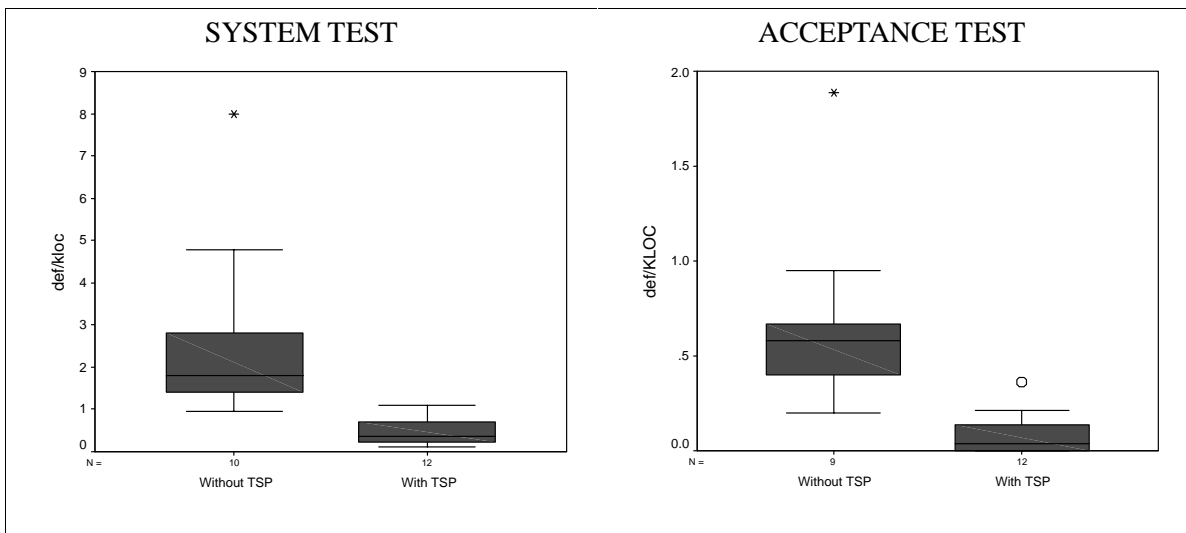 SYSTEM TEST
9
8
7
6
5
4
3
2
1
0
def/kloc
N =
10
12
Without TSP
With TSP
ACCEPTANCE TEST
2.0
1.5
1.0
.5
0.0
def/KLOC
N =
9
12
Without TSP
With TSP